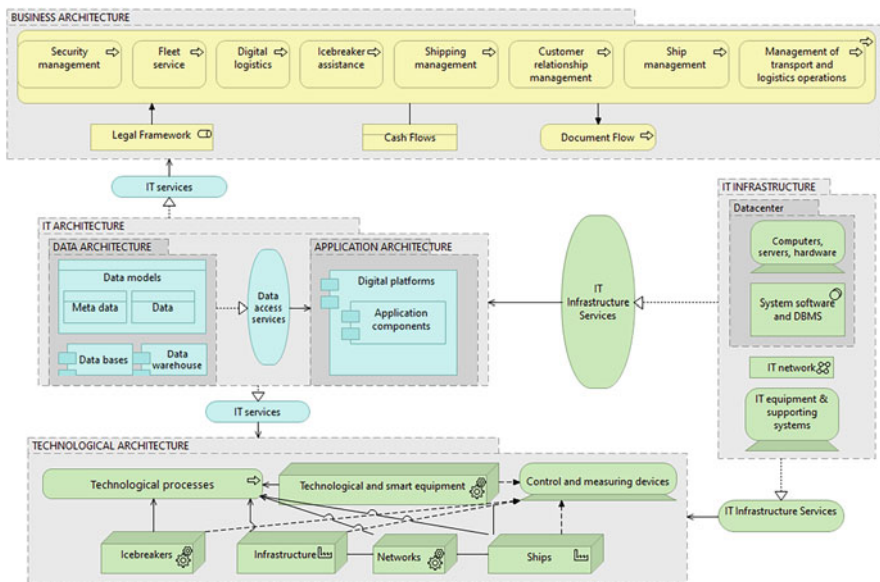 BUSINESS ARCHITECTURE
Security
management
Fleet
service
Digital
logistics
Icebreaker
assistance
Shipping
management
Customer
relationship
management
Ship
management
Management of
transport and
logistics operations
Legal Framework
Cash Flows
Document Flow
IT services
IT ARCHITECTURE
DATA ARCHITECTURE
Data models
Meta data
Data
Data bases
Data
warehouse
Data
access
services
APPLICATION ARCHITECTURE
Digital platforms
Application
components
IT
Infrastructure
Services
IT INFRASTRUCTURE
Datacenter
Computers,
servers, hardware
System software
and DBMS
IT network
IT equipment &
supporting
systems
IT services
TECHNOLOGICAL ARCHITECTURE
Technological processes
Technological and smart equipment
Control and measuring devices
IT Infrastructure Services
Icebreakers
Infrastructure
Networks
Ships